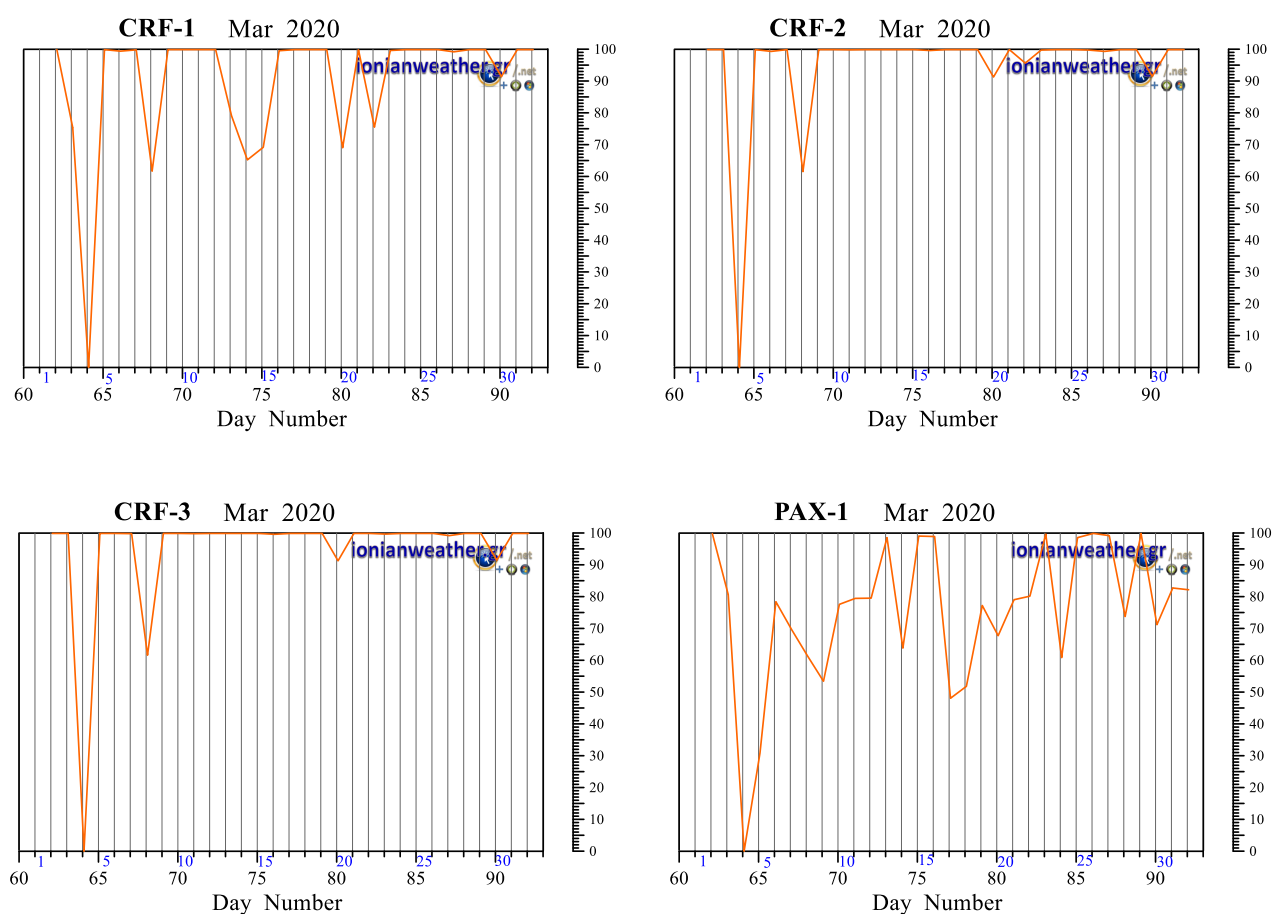 CRF-1 Mar 2020
ionianweather.gr/.net
100
90
80
70
60
50
40
30
20
10
0
1 5 10 15 20 25 30
60 65 70 75 80 85 90
Day Number
CRF-2 Mar 2020
ionianweather.gr/.net
100
90
80
70
60
50
40
30
20
10
0
1 5 10 15 20 25 30
60 65 70 75 80 85 90
Day Number
CRF-3 Mar 2020
ionianweather.gr/.net
100
90
80
70
60
50
40
30
20
10
0
1 5 10 15 20 25 30
60 65 70 75 80 85 90
Day Number
PAX-1 Mar 2020
ionianweather.gr/.net
100
90
80
70
60
50
40
30
20
10
0
1 5 10 15 20 25 30
60 65 70 75 80 85 90
Day Number